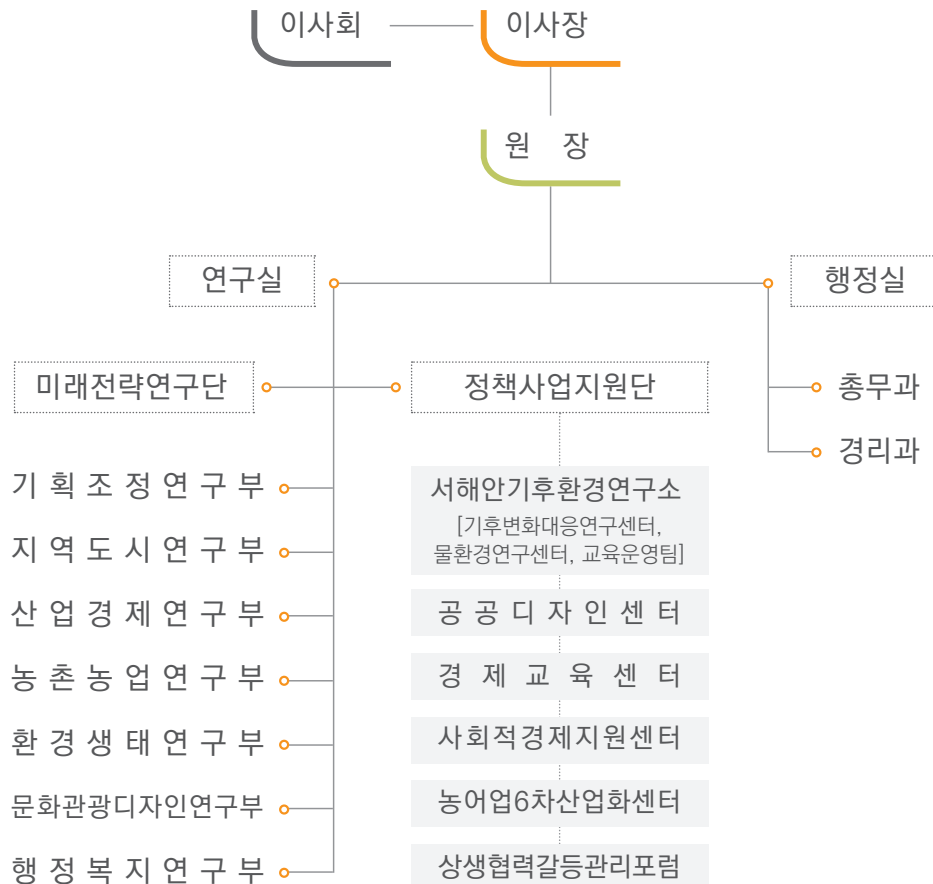 이사회
이사장
원 장
연구실
행정실
미래전략연구단
정책사업지원단
총무과
경리과
기획조정연구부
지역도시연구부
산업경제연구부
농촌농업연구부
환경생태연구부
문화관광디자인연구부
행정복지연구부
서해안기후환경연구소
[기후변화대응연구센터,
물환경연구센터, 교육운영팀]
공공디자인센터
경제교육센터
사회적경제지원센터
농어업6차산업화센터
상생협력갈등관리포럼